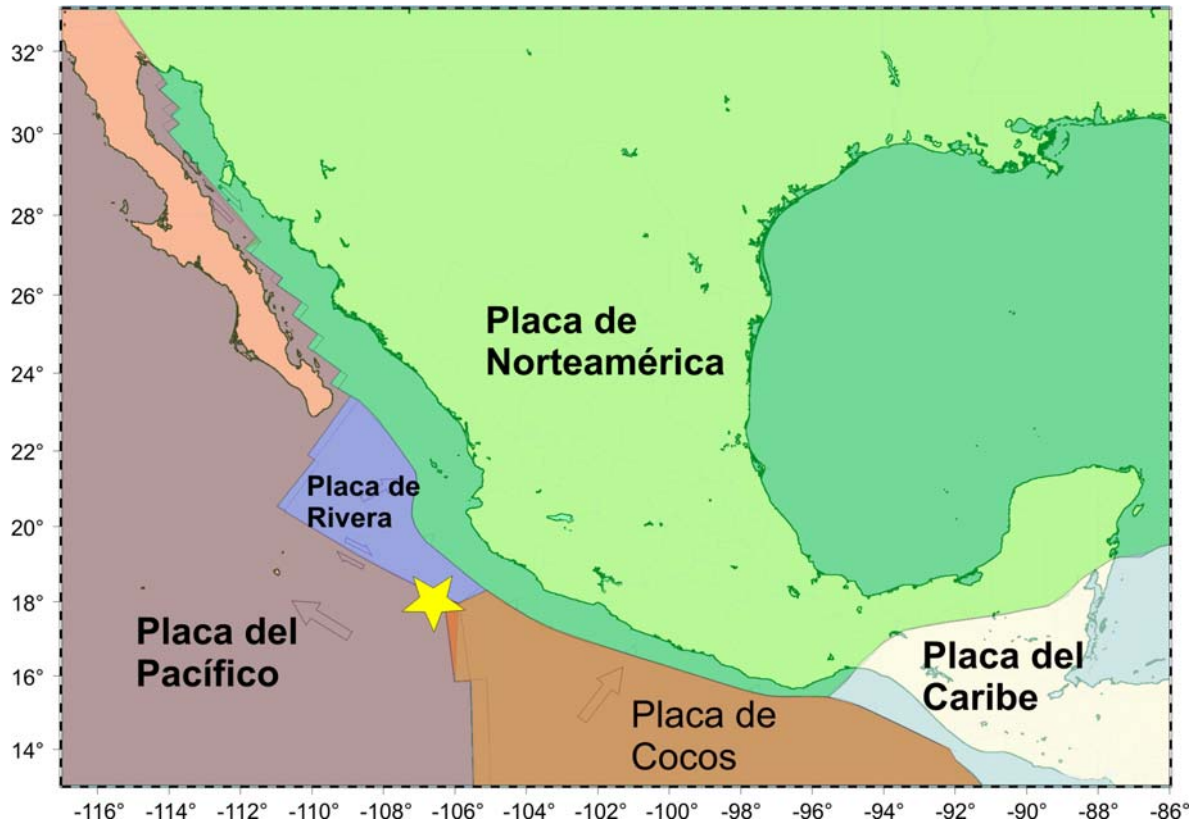 32°
30°
28°
26°
24°
22°
20°
18°
16°
14°
Placa de
Norteamérica
Placa de
Rivera
Placa del
Pacífico
Placa del
Caribe
Placa de
Cocos
-116° -114° -112° -110° -108° -106° -104° -102° -100° -98° -96° -94° -92° -90° -88° -86°